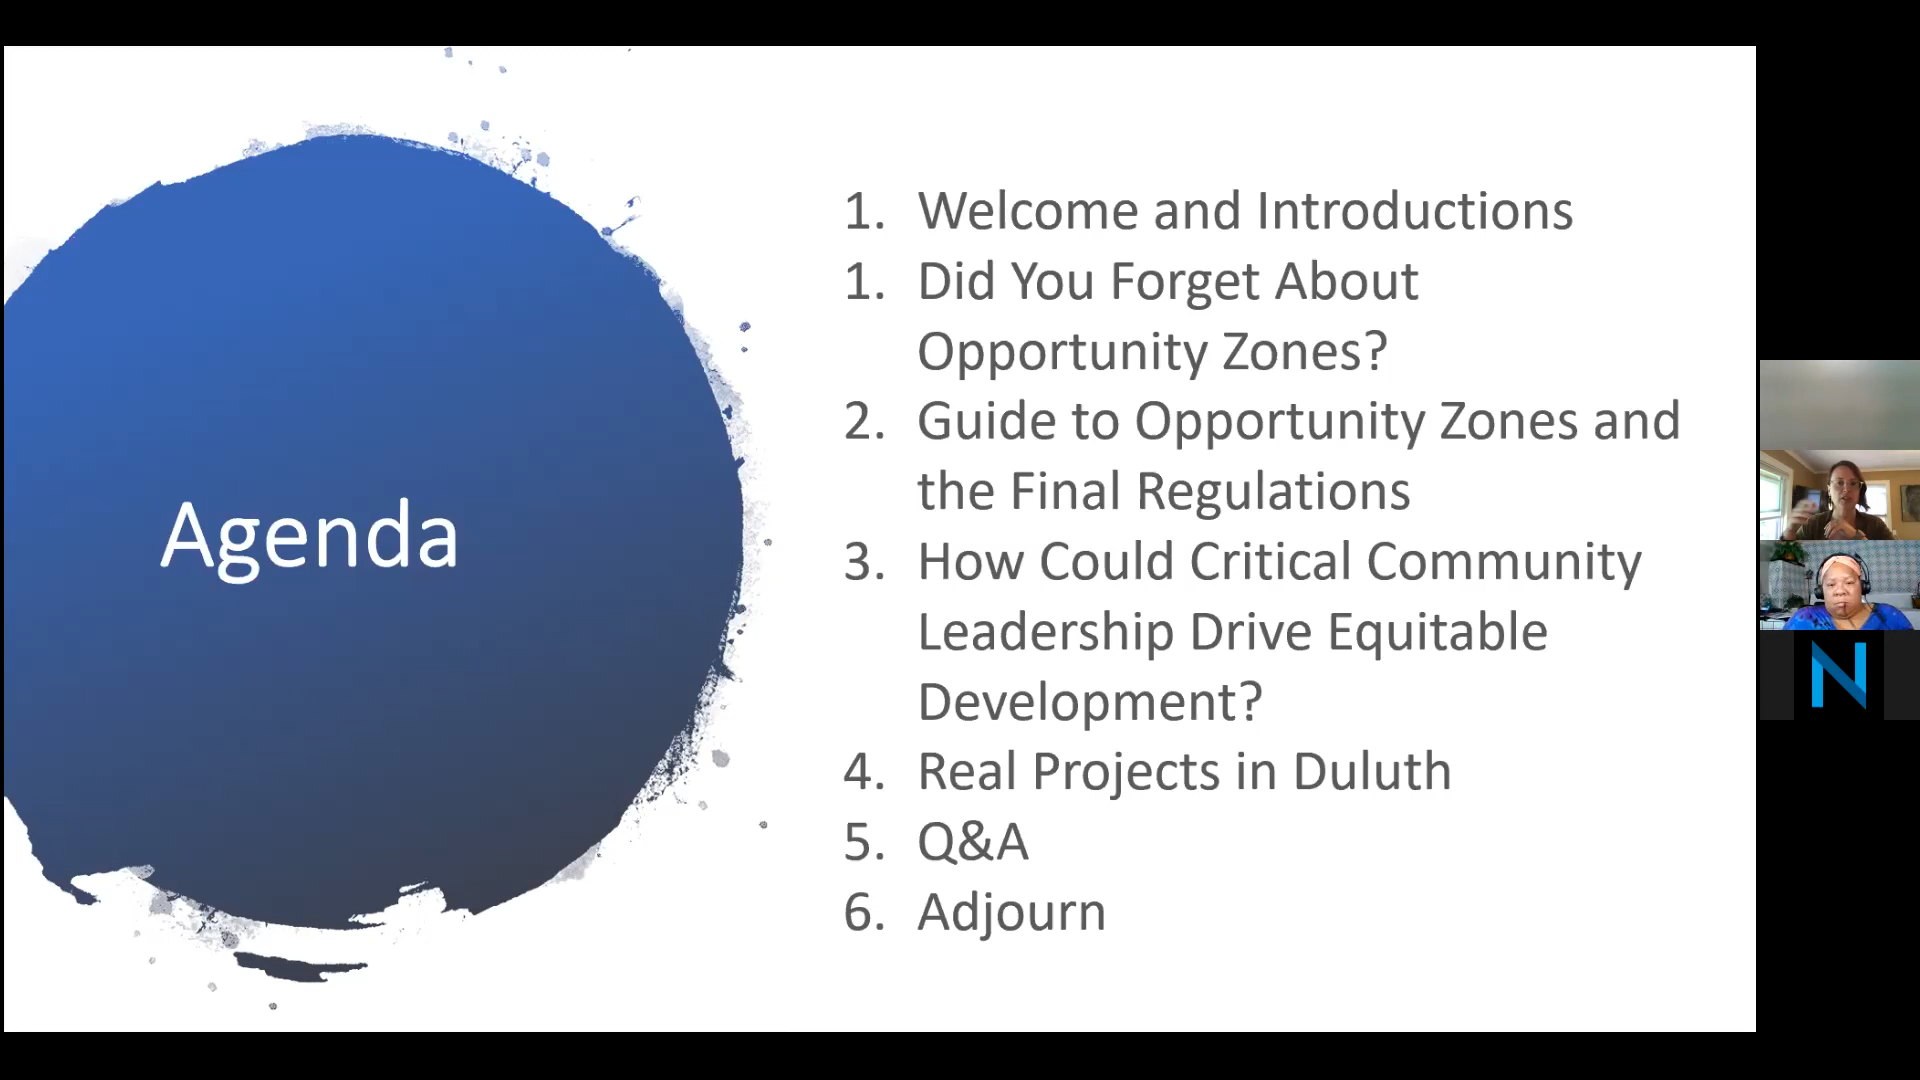 Agenda
1. Welcome and Introductions
1. Did You Forget About
Opportunity Zones?
2. Guide to Opportunity Zones and
the Final Regulations
3. How Could Critical Community
Leadership Drive Equitable
Development?
4. Real Projects in Duluth
5. Q&A
6. Adjourn
N